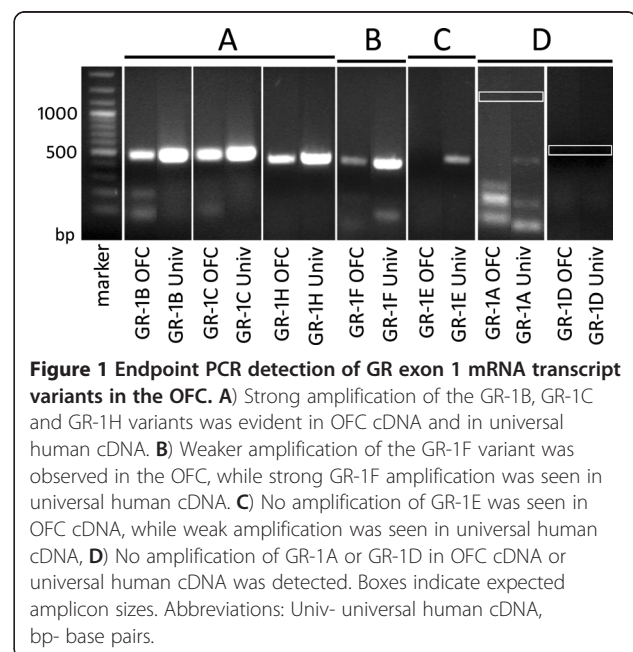 A B C D
1000
500
bp
marker
GR-1B OFC
GR-1B Univ
GR-1C OFC
GR-1C Univ
GR-1H OFC
GR-1H Univ
GR-1F OFC
GR-1F Univ
GR-1E OFC
GR-1E Univ
GR-1A OFC
GR-1A Univ
GR-1D OFC
GR-1D Univ
Figure 1 Endpoint PCR detection of GR exon 1 mRNA transcript
variants in the OFC. A) Strong amplification of the GR-1B, GR-1C
and GR-1H variants was evident in OFC cDNA and in universal
human cDNA. B) Weaker amplification of the GR-1F variant was
observed in the OFC, while strong GR-1F amplification was seen in
universal human cDNA. C) No amplification of GR-1E was seen in
OFC cDNA, while weak amplification was seen in universal human
cDNA, D) No amplification of GR-1A or GR-1D in OFC cDNA or
universal human cDNA was detected. Boxes indicate expected
amplicon sizes. Abbreviations: Univ- universal human cDNA,
bp- base pairs.